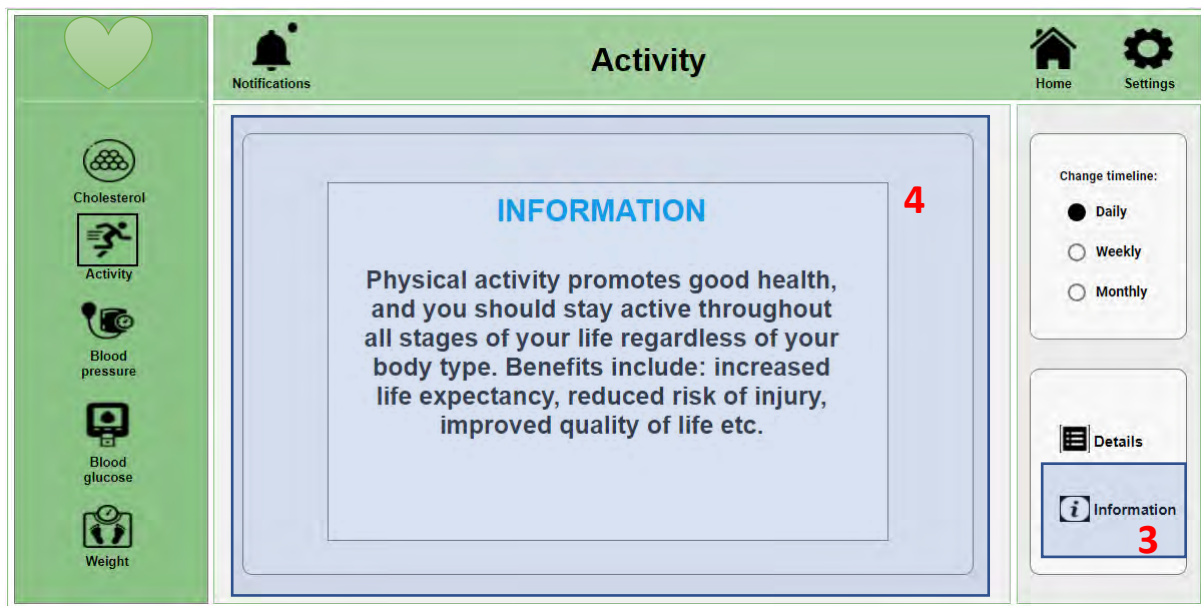 Notifications
Activity
Home
Settings
Cholesterol
Activity
Blood
pressure
Blood
glucose
Weight
INFORMATION
Physical activity promotes good health,
and you should stay active throughout
all stages of your life regardless of your
body type. Benefits include: increased
life expectancy, reduced risk of injury,
improved quality of life etc.
4
Change timeline:
Daily
Weekly
Monthly
Details
i Information
3